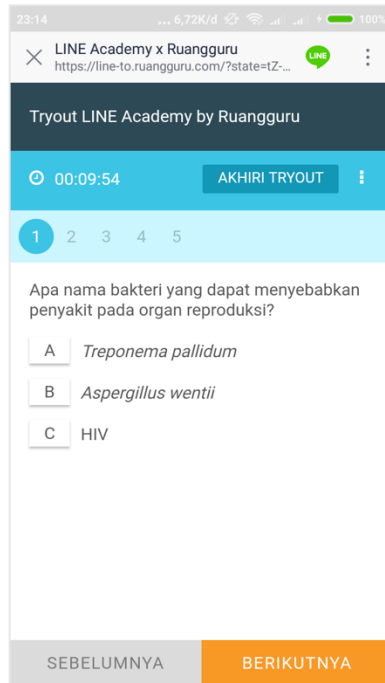 23:14 ... 6,72K/d 100%
LINE Academy x Ruangguru
https://line-to.ruangguru.com/?state=tZ-...
LINE
Tryout LINE Academy by Ruangguru
00:09:54 AKHIRI TRYOUT
1 2 3 4 5
Apa nama bakteri yang dapat menyebabkan
penyakit pada organ reproduksi?
A Treponema pallidum
B Aspergillus wentii
C HIV
SEBELUMNYA BERIKUTNYA